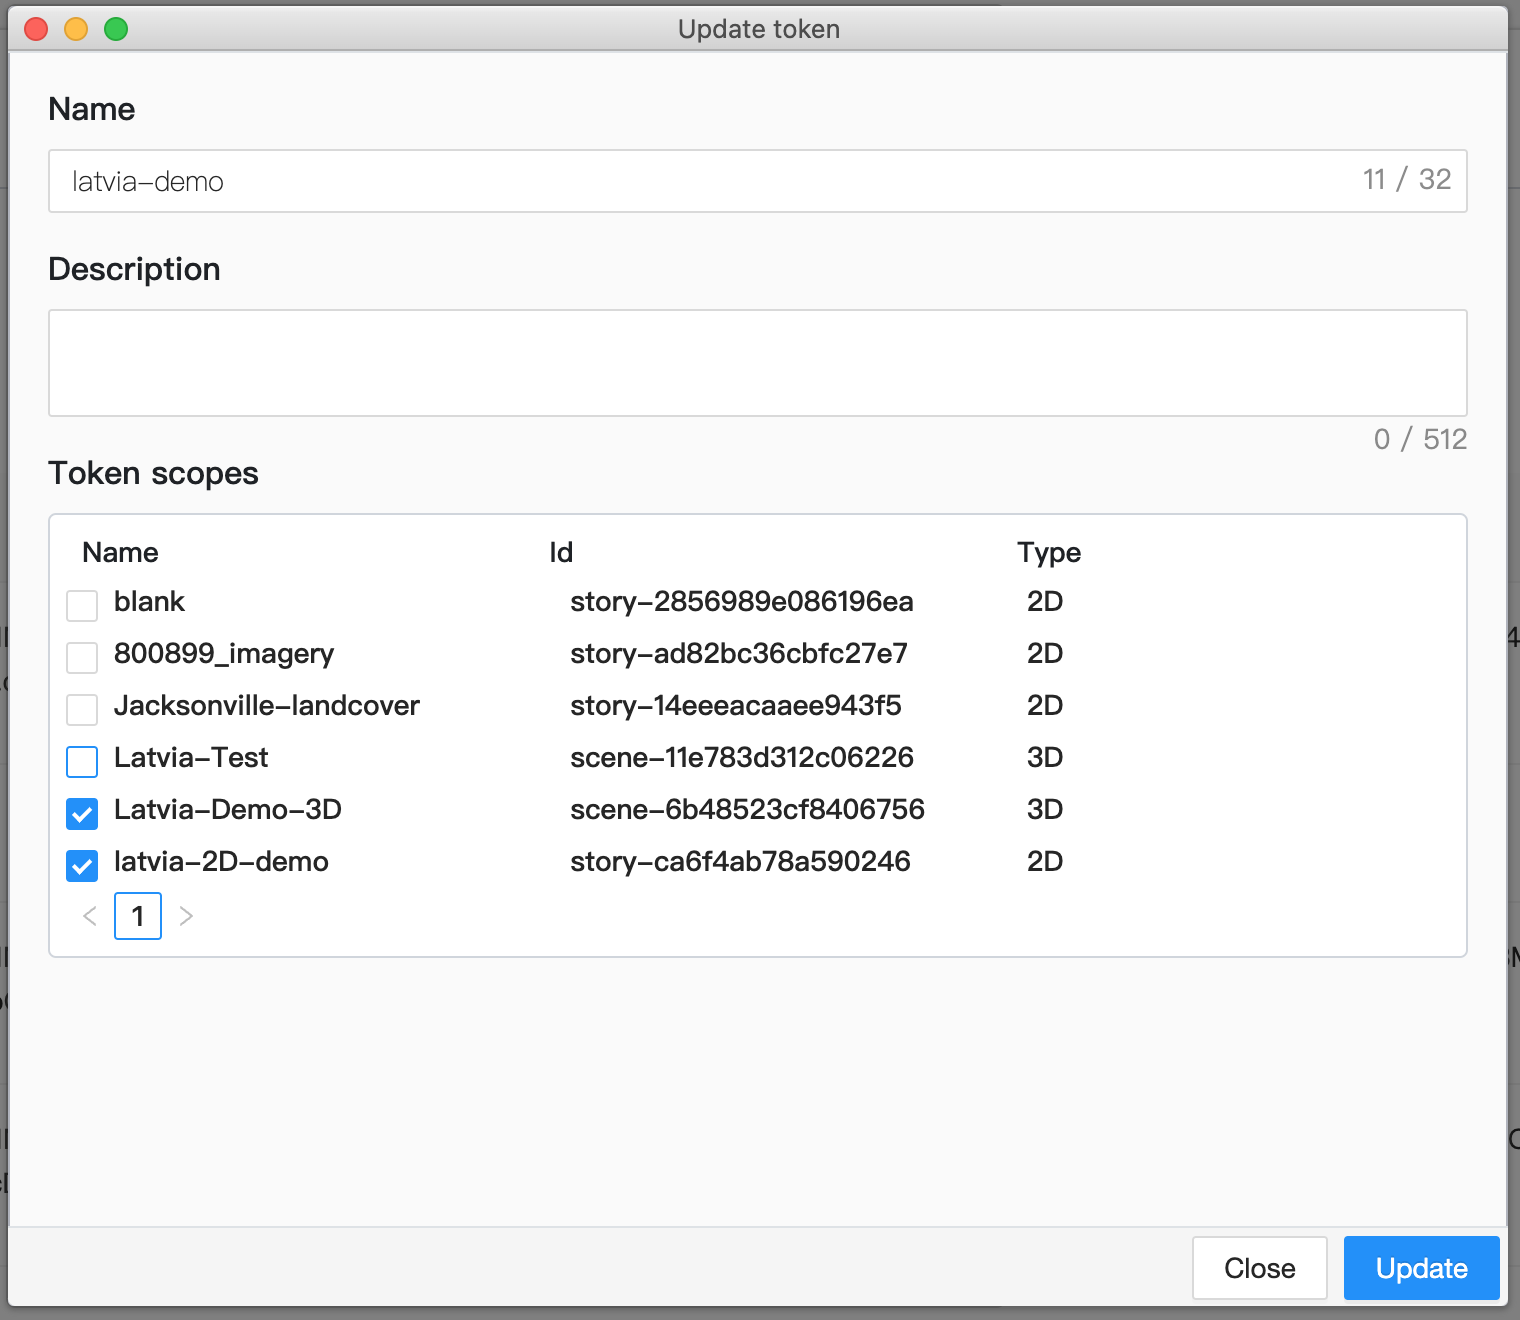 Update token
Name
latvia-demo 11 / 32
Description
0 / 512
Token scopes
Name Id Type
blank story-2856989e086196ea 2D
800899_imagery story-ad82bc36cbfc27e7 2D
Jacksonville-landcover story-14eeeacaaee943f5 2D
Latvia-Test scene-11e783d312c06226 3D
Latvia-Demo-3D scene-6b48523cf8406756 3D
latvia-2D-demo story-ca6f4ab78a590246 2D
< 1 >
Close Update